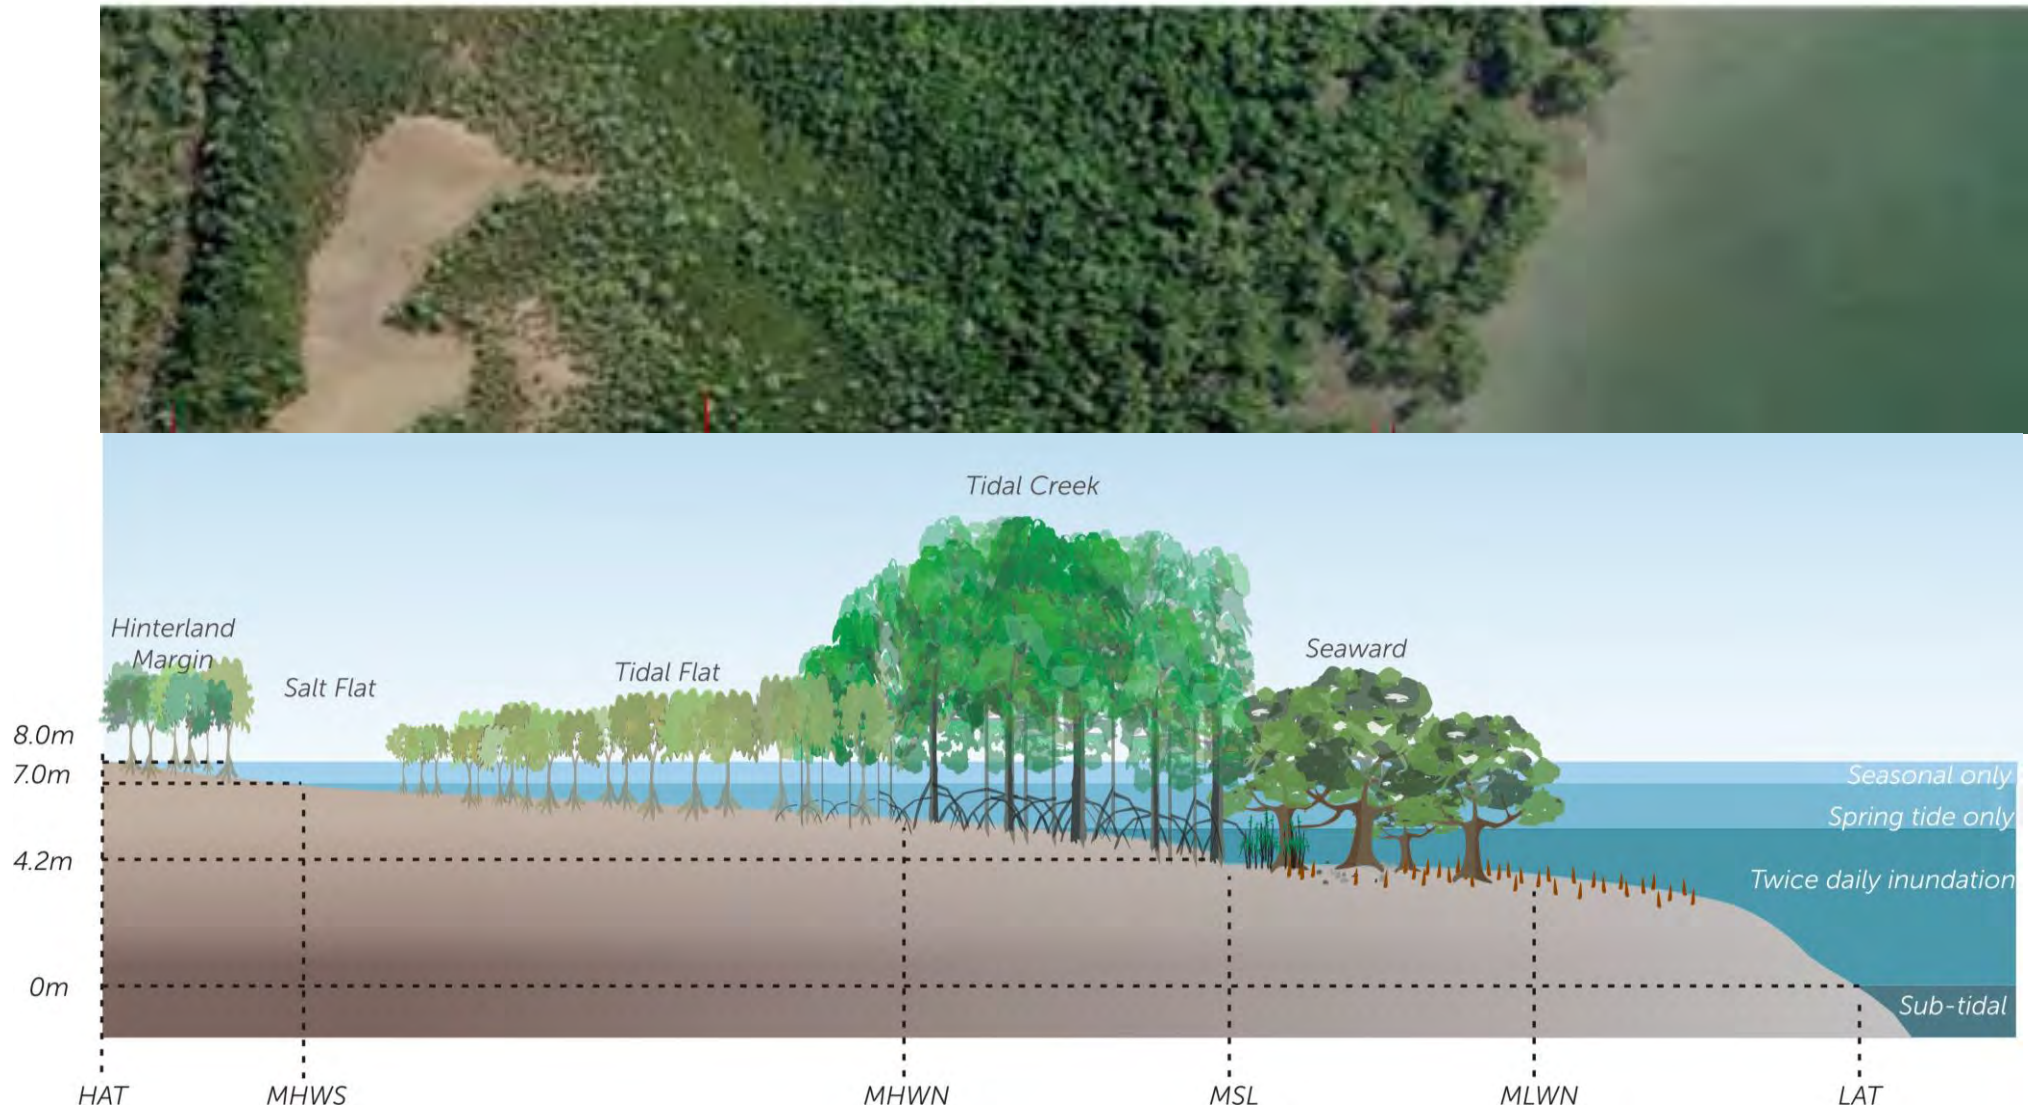 Tidal Creek
Hinterland
Margin
Salt Flat
Tidal Flat
Seaward
8.0m
7.0m
4.2m
0m
Seasonal only
Spring tide only
Twice daily inundation
Sub-tidal
HAT
MHWS
MHWN
MSL
MLWN
LAT